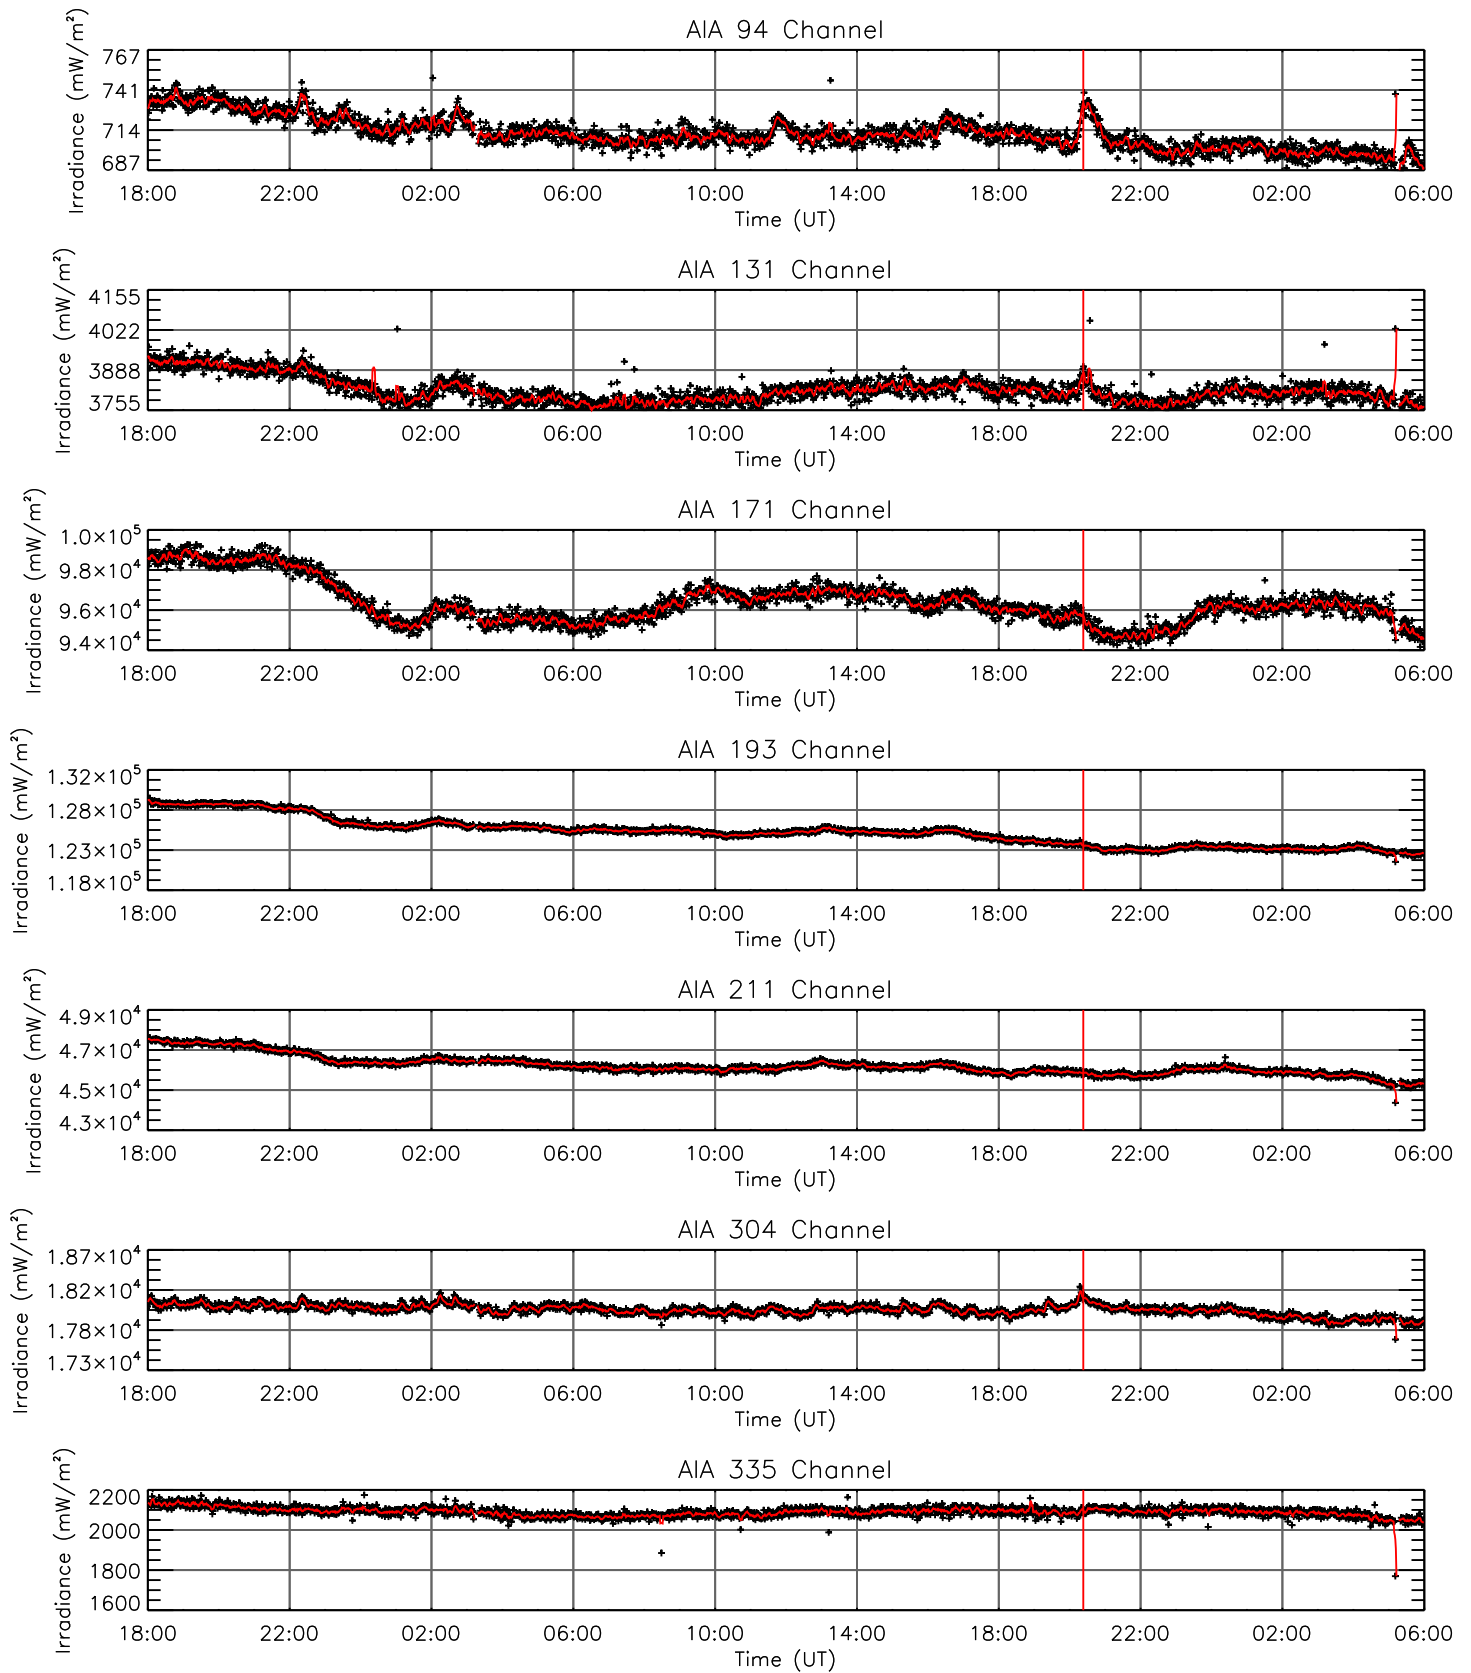 AIA 94 Channel
Irradiance (mW/m²)
767
741
714
687
18:00 22:00 02:00 06:00 10:00 14:00 18:00 22:00 02:00 06:00
Time (UT)
AIA 131 Channel
Irradiance (mW/m²)
4155
4022
3888
3755
18:00 22:00 02:00 06:00 10:00 14:00 18:00 22:00 02:00 06:00
Time (UT)
AIA 171 Channel
Irradiance (mW/m²)
1.0×10⁵
9.8×10⁴
9.6×10⁴
9.4×10⁴
18:00 22:00 02:00 06:00 10:00 14:00 18:00 22:00 02:00 06:00
Time (UT)
AIA 193 Channel
Irradiance (mW/m²)
1.32×10⁵
1.28×10⁵
1.23×10⁵
1.18×10⁵
18:00 22:00 02:00 06:00 10:00 14:00 18:00 22:00 02:00 06:00
Time (UT)
AIA 211 Channel
Irradiance (mW/m²)
4.9×10⁴
4.7×10⁴
4.5×10⁴
4.3×10⁴
18:00 22:00 02:00 06:00 10:00 14:00 18:00 22:00 02:00 06:00
Time (UT)
AIA 304 Channel
Irradiance (mW/m²)
1.87×10⁴
1.82×10⁴
1.78×10⁴
1.73×10⁴
18:00 22:00 02:00 06:00 10:00 14:00 18:00 22:00 02:00 06:00
Time (UT)
AIA 335 Channel
Irradiance (mW/m²)
2200
2000
1800
1600
18:00 22:00 02:00 06:00 10:00 14:00 18:00 22:00 02:00 06:00
Time (UT)